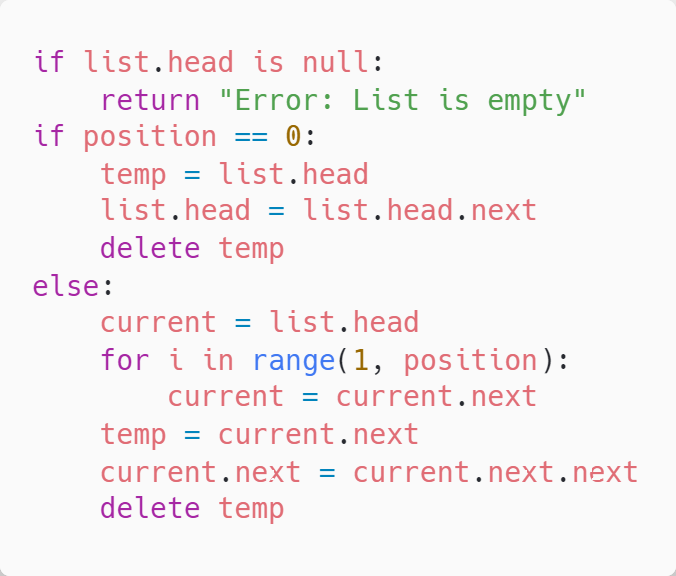 if list.head is null:
    return "Error: List is empty"
if position == 0:
    temp = list.head
    list.head = list.head.next
    delete temp
else:
    current = list.head
    for i in range(1, position):
        current = current.next
    temp = current.next
    current.next = current.next.next
    delete temp